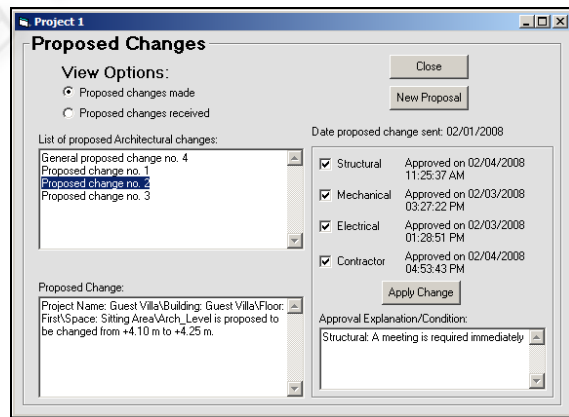 Project 1
Proposed Changes
View Options:
Proposed changes made
Proposed changes received
Close
New Proposal
List of proposed Architectural changes:
General proposed change no. 4
Proposed change no. 1
Proposed change no. 2
Proposed change no. 3
Date proposed change sent: 02/01/2008
Structural Approved on 02/04/2008
11:25:37 AM
Mechanical Approved on 02/03/2008
03:27:22 PM
Electrical Approved on 02/03/2008
01:28:51 PM
Contractor Approved on 02/04/2008
04:53:43 PM
Apply Change
Proposed Change:
Project Name: Guest Villa\Building: Guest Villa\Floor:
First\Space: Sitting Area\Arch_Level is proposed to
be changed from +4.10 m to +4.25 m.
Approval Explanation/Condition:
Structural: A meeting is required immediately